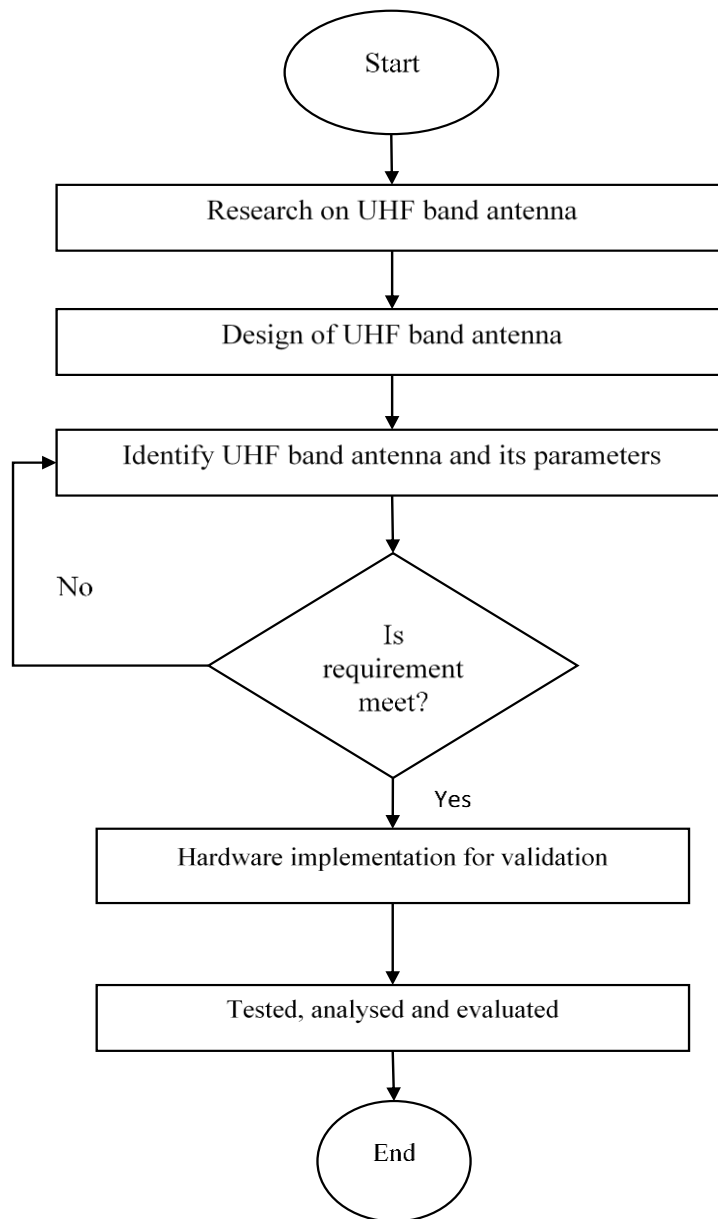 Start
Research on UHF band antenna
Design of UHF band antenna
Identify UHF band antenna and its parameters
No
Is
requirement
meet?
Yes
Hardware implementation for validation
Tested, analysed and evaluated
End